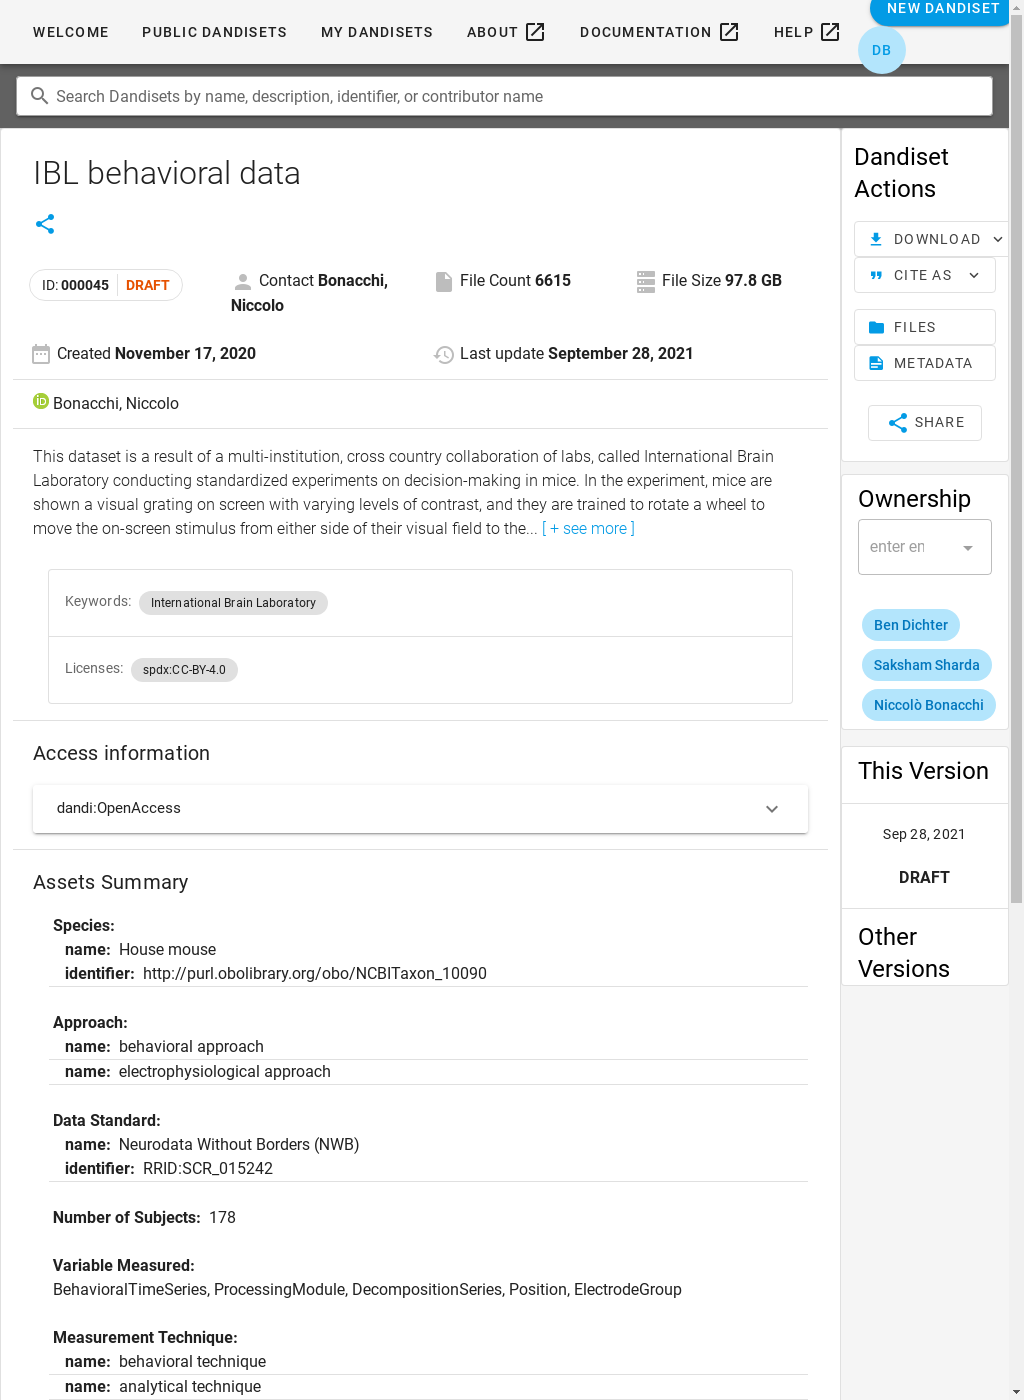 WELCOME PUBLIC DANDISETS MY DANDISETS ABOUT DOCUMENTATION HELP NEW DANDISET
DB
Search Dandisets by name, description, identifier, or contributor name
IBL behavioral data
ID: 000045 DRAFT
Contact Bonacchi,
Niccolo
File Count 6615
File Size 97.8 GB
Created November 17, 2020
Last update September 28, 2021
iD Bonacchi, Niccolo
This dataset is a result of a multi-institution, cross country collaboration of labs, called International Brain
Laboratory conducting standardized experiments on decision-making in mice. In the experiment, mice are
shown a visual grating on screen with varying levels of contrast, and they are trained to rotate a wheel to
move the on-screen stimulus from either side of their visual field to the... [ + see more ]
Keywords: International Brain Laboratory
Licenses: spdx:CC-BY-4.0
Access information
dandi:OpenAccess
Assets Summary
Species:
name: House mouse
identifier: http://purl.obolibrary.org/obo/NCBITaxon_10090
Approach:
name: behavioral approach
name: electrophysiological approach
Data Standard:
name: Neurodata Without Borders (NWB)
identifier: RRID:SCR_015242
Number of Subjects: 178
Variable Measured:
BehavioralTimeSeries, ProcessingModule, DecompositionSeries, Position, ElectrodeGroup
Measurement Technique:
name: behavioral technique
name: analytical technique
Dandiset
Actions
DOWNLOAD
CITE AS
FILES
METADATA
SHARE
Ownership
enter en
Ben Dichter
Saksham Sharda
Niccolò Bonacchi
This Version
Sep 28, 2021
DRAFT
Other
Versions